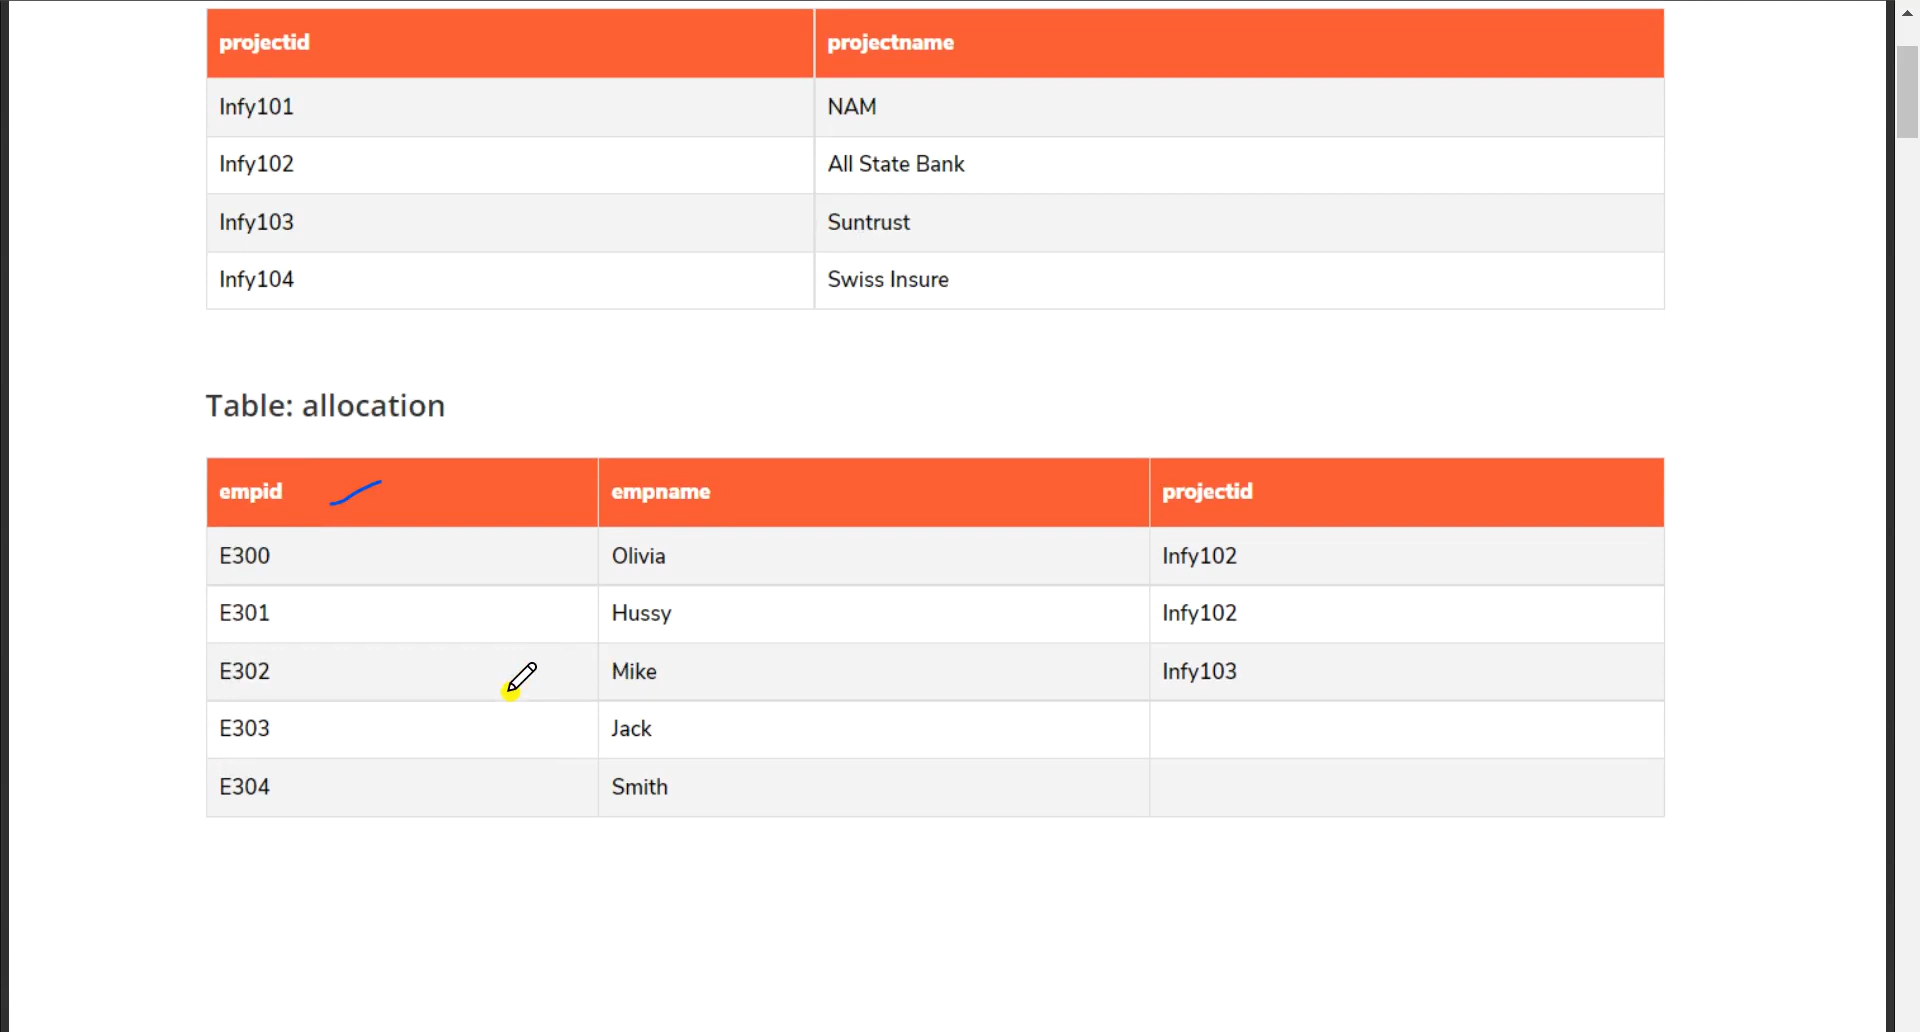 projectid projectname
Infy101 NAM
Infy102 All State Bank
Infy103 Suntrust
Infy104 Swiss Insure
Table: allocation
empid empname projectid
E300 Olivia Infy102
E301 Hussy Infy102
E302 Mike Infy103
E303 Jack
E304 Smith